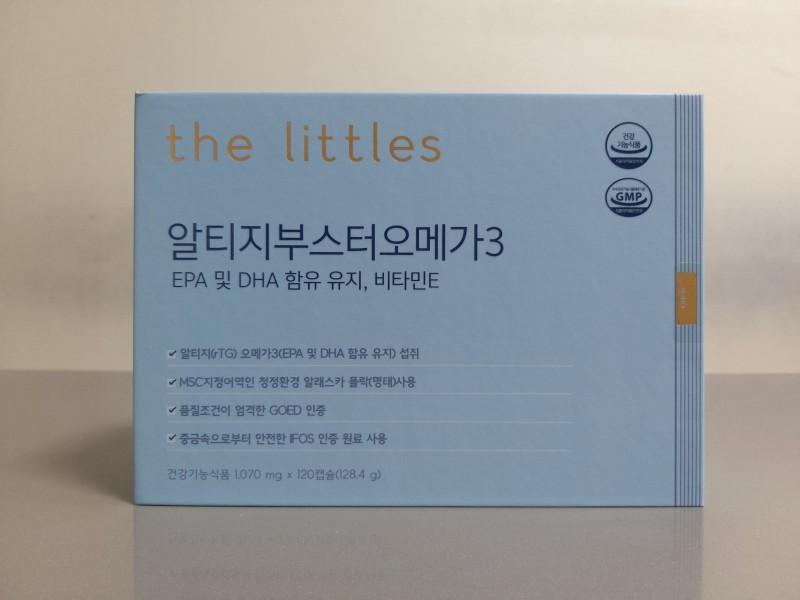 the littles
건강
기능식품
GMP
알티지부스터오메가3
EPA 및 DHA 함유 유지, 비타민E
알티지(rTG) 오메가3(EPA 및 DHA 함유 유지) 섭취
MSC지정어역인 청정환경 알래스카 폴락(명태)사용
품질조건이 엄격한 GOED 인증
중금속으로부터 안전한 IFOS 인증 원료 사용
건강기능식품 1,070 mg x 120캡슐(128.4 g)